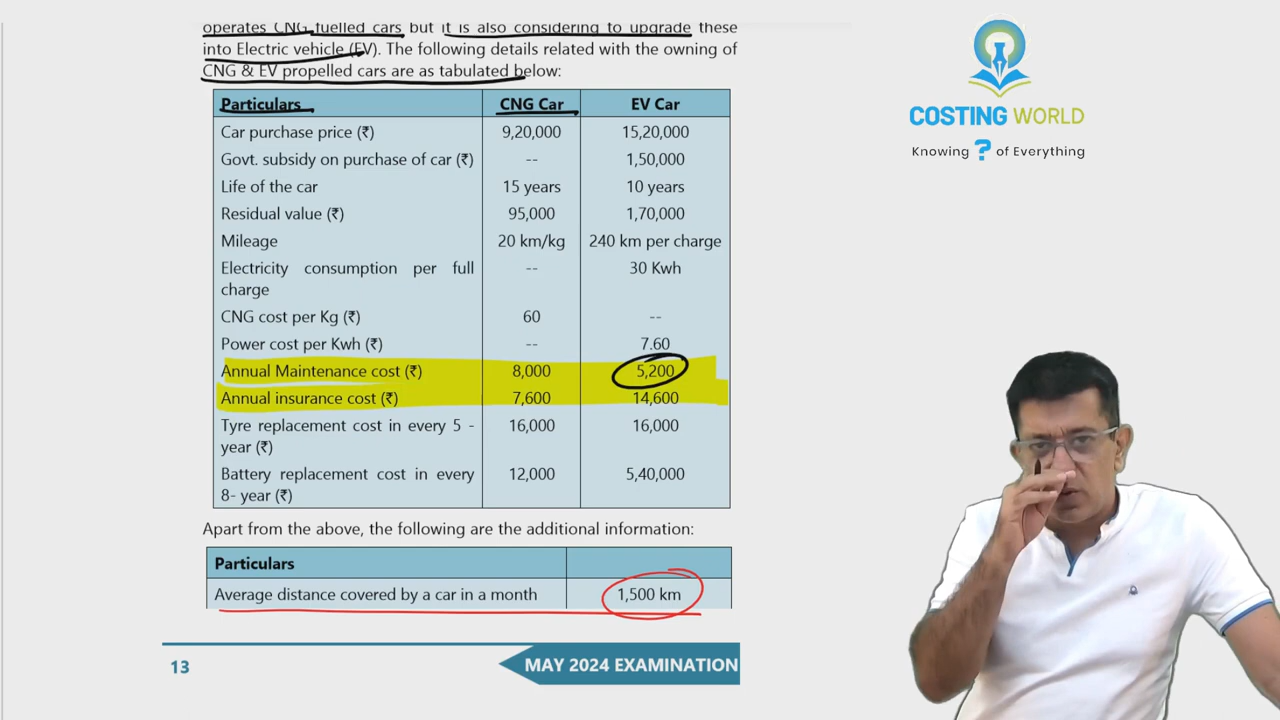 operates CNG fuelled cars but it is also considering to upgrade these
into Electric vehicle (EV). The following details related with the owning of
CNG & EV propelled cars are as tabulated below:
Particulars CNG Car EV Car
Car purchase price (₹) 9,20,000 15,20,000
Govt. subsidy on purchase of car (₹) -- 1,50,000
Life of the car 15 years 10 years
Residual value (₹) 95,000 1,70,000
Mileage 20 km/kg 240 km per charge
Electricity consumption per full -- 30 Kwh
charge
CNG cost per Kg (₹) 60 --
Power cost per Kwh (₹) -- 7.60
Annual Maintenance cost (₹) 8,000 5,200
Annual insurance cost (₹) 7,600 14,600
Tyre replacement cost in every 5 - 16,000 16,000
year (₹)
Battery replacement cost in every 12,000 5,40,000
8- year (₹)
Apart from the above, the following are the additional information:
Particulars
Average distance covered by a car in a month 1,500 km
13 MAY 2024 EXAMINATION
COSTING WORLD
Knowing ? of Everything